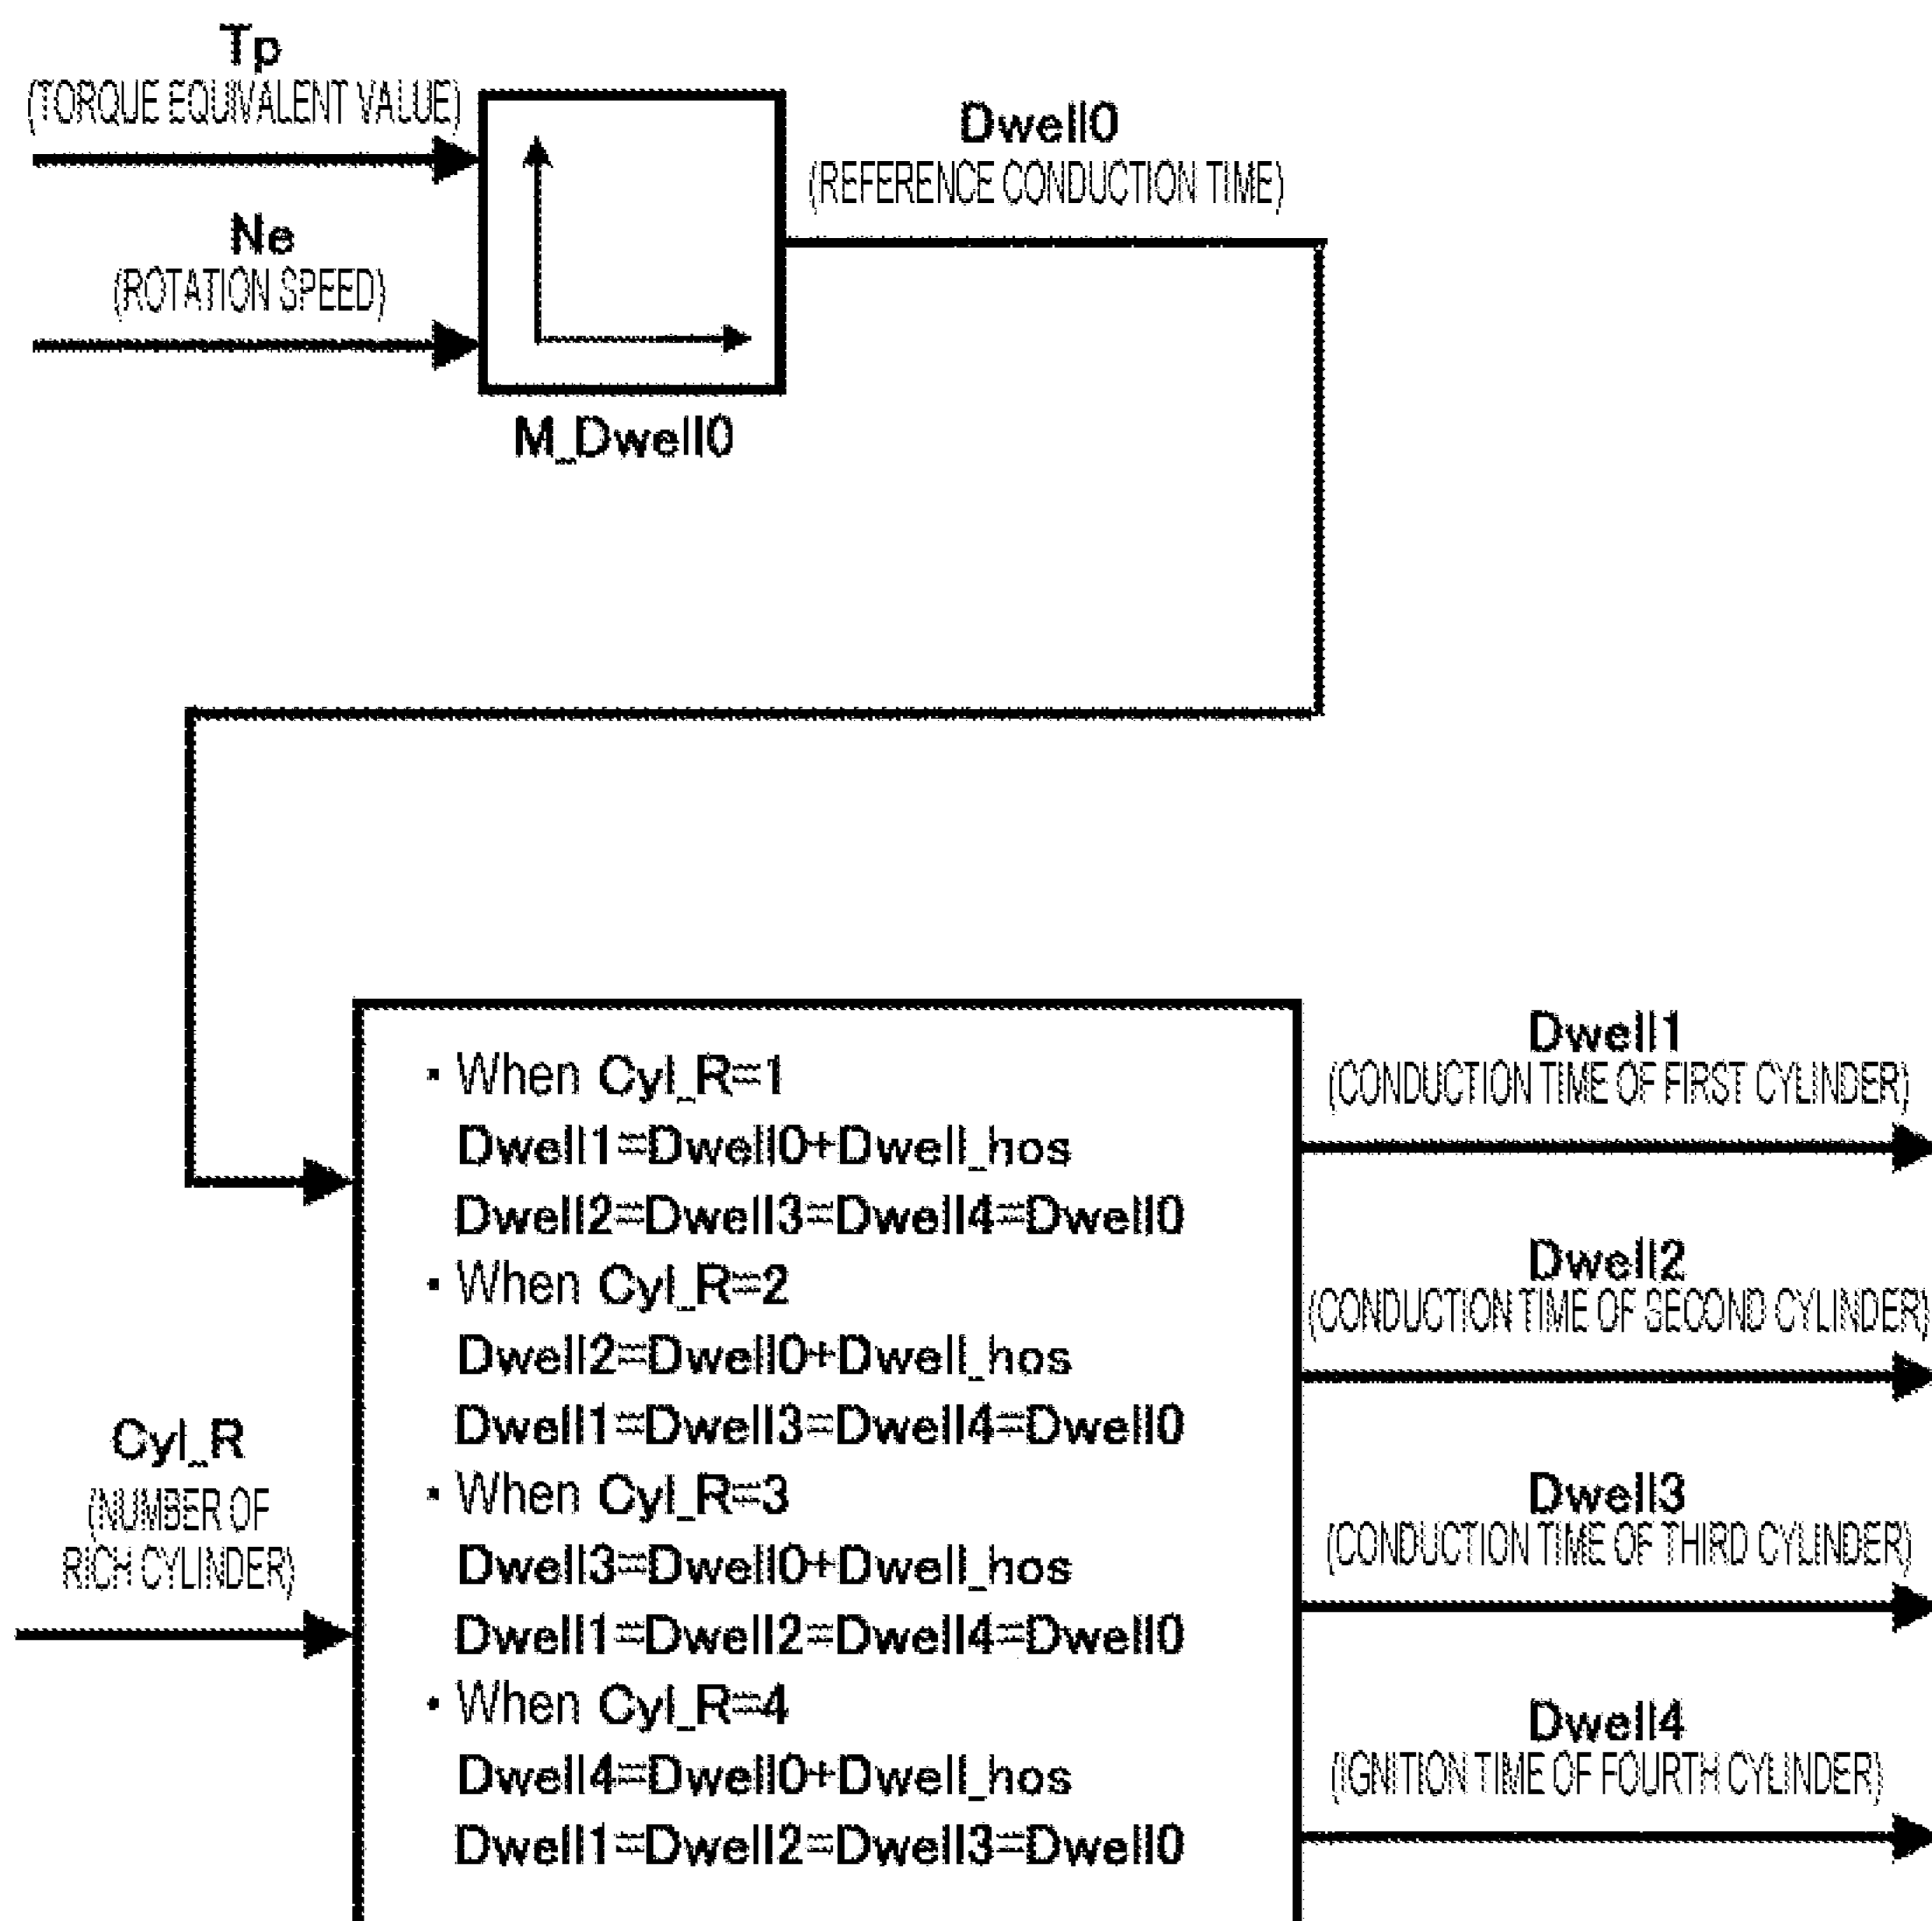 Tp
(TORQUE EQUIVALENT VALUE)
Ne
(ROTATION SPEED)
M_Dwell0
Dwell0
(REFERENCE CONDUCTION TIME)
Cyl_R
(NUMBER OF
RICH CYLINDER)
・When Cyl_R=1
Dwell1=Dwell0+Dwell_hos
Dwell2=Dwell3=Dwell4=Dwell0
・When Cyl_R=2
Dwell2=Dwell0+Dwell_hos
Dwell1=Dwell3=Dwell4=Dwell0
・When Cyl_R=3
Dwell3=Dwell0+Dwell_hos
Dwell1=Dwell2=Dwell4=Dwell0
・When Cyl_R=4
Dwell4=Dwell0+Dwell_hos
Dwell1=Dwell2=Dwell3=Dwell0
Dwell1
(CONDUCTION TIME OF FIRST CYLINDER)
Dwell2
(CONDUCTION TIME OF SECOND CYLINDER)
Dwell3
(CONDUCTION TIME OF THIRD CYLINDER)
Dwell4
(IGNITION TIME OF FOURTH CYLINDER)